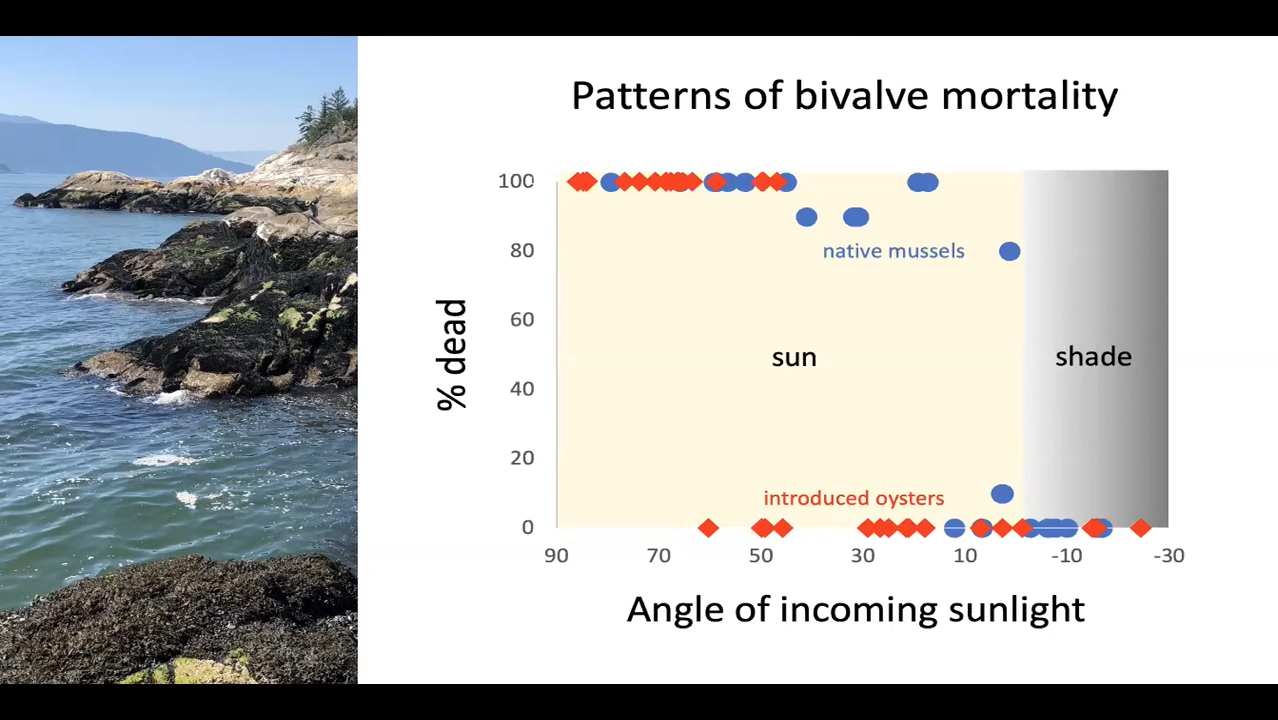 Patterns of bivalve mortality
100
80
60
40
20
0
% dead
native mussels
sun
shade
introduced oysters
90 70 50 30 10 -10 -30
Angle of incoming sunlight